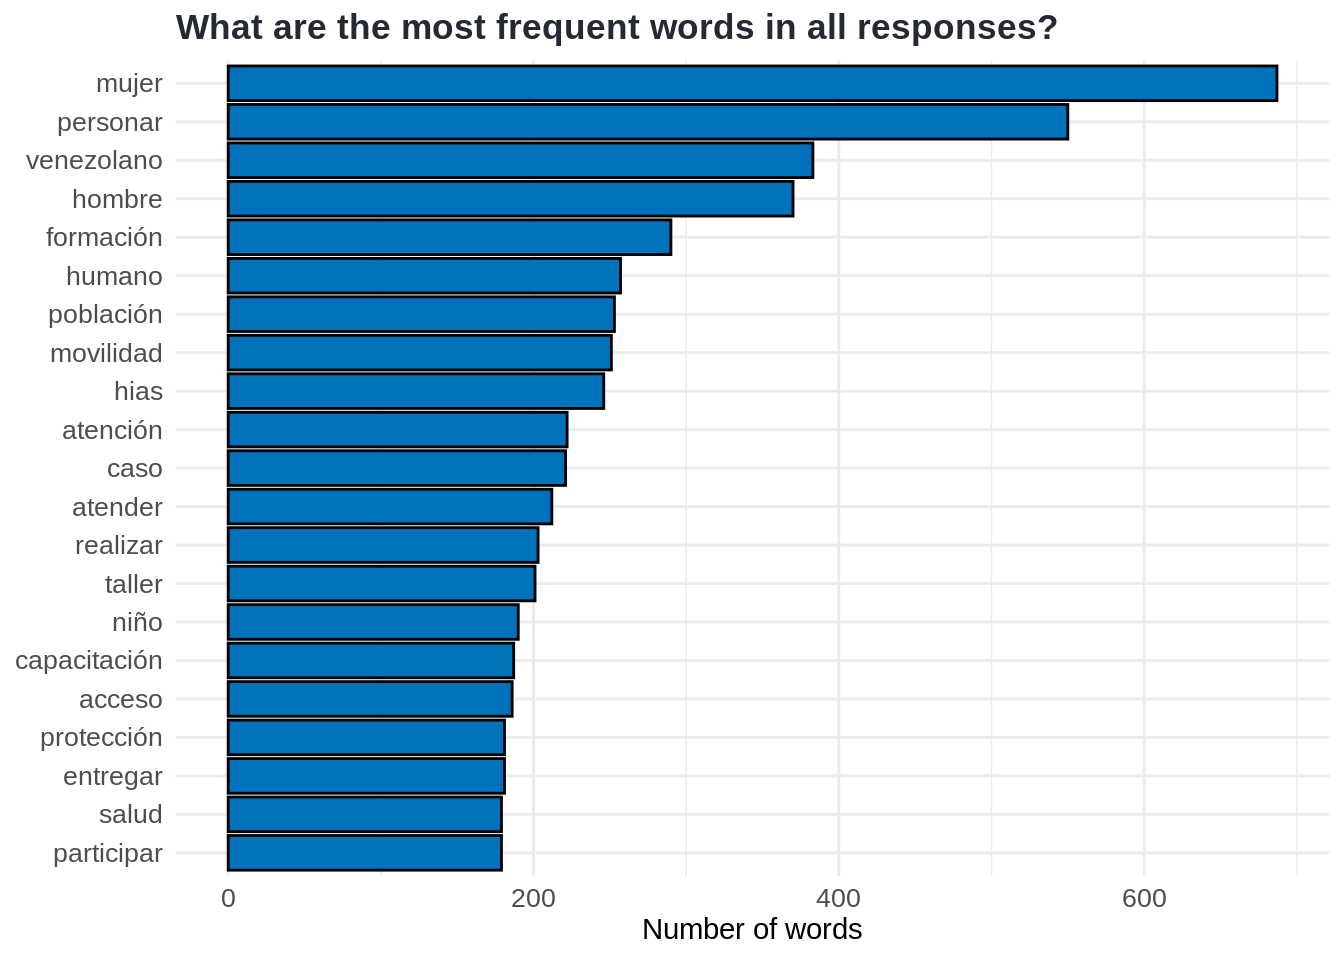 What are the most frequent words in all responses?
mujer
personar
venezolano
hombre
formación
humano
población
movilidad
hias
atención
caso
atender
realizar
taller
niño
capacitación
acceso
protección
entregar
salud
participar
0 200 400 600
Number of words